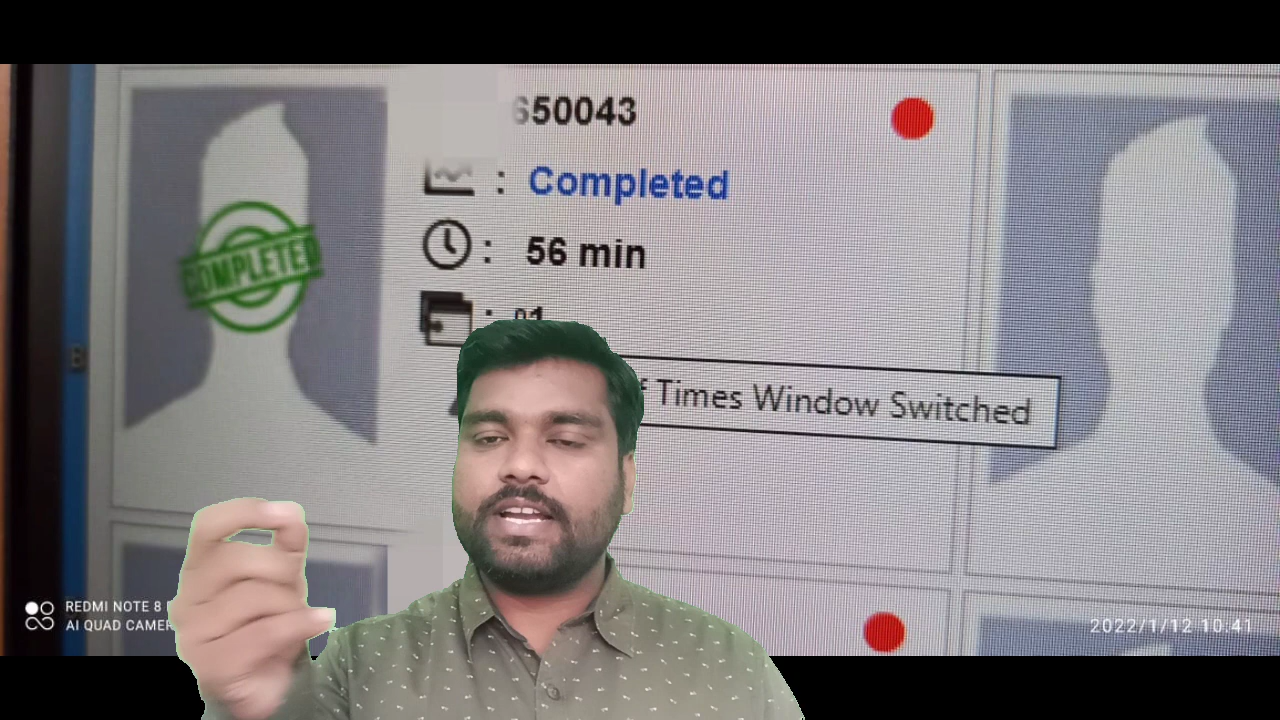 650043
: Completed
COMPLETED
: 56 min
: 01
Times Window Switched
REDMI NOTE 8
AI QUAD CAMER
2022/1/12 10:41